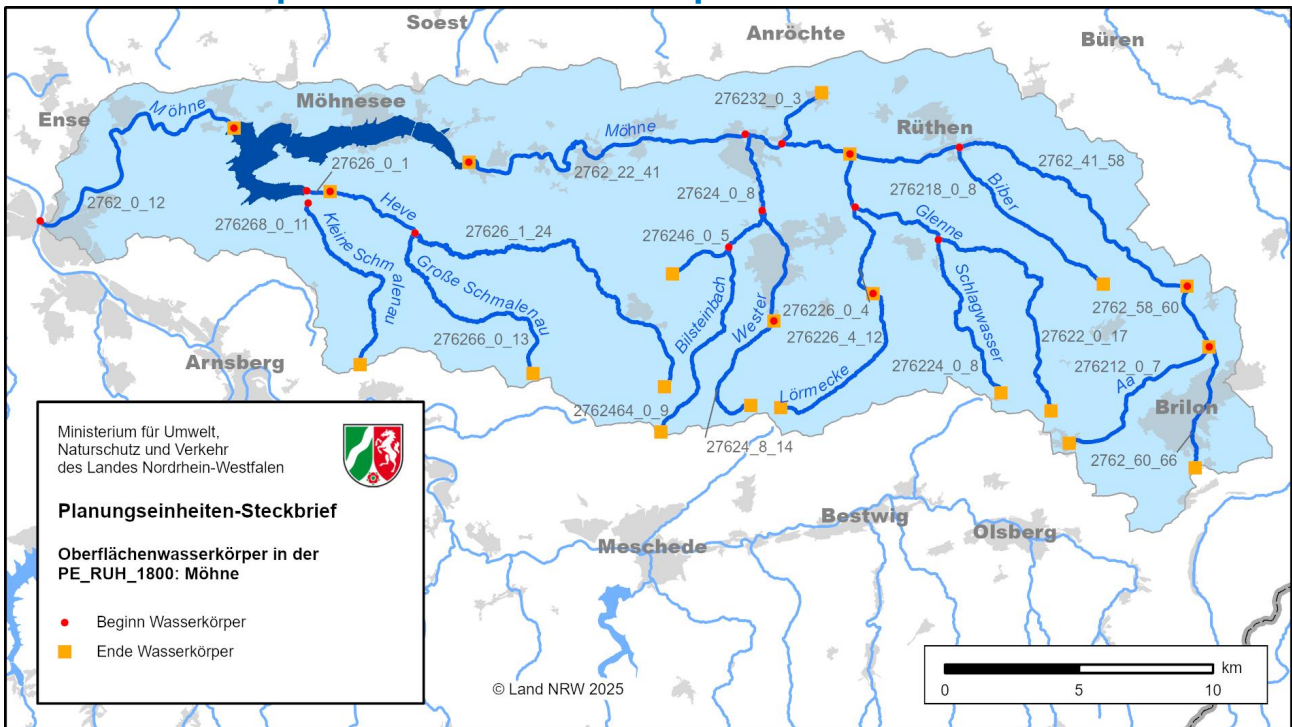 Soest
Anröchte
Büren
Möhne
Möhnesee
Ense
276232_0_3
Möhne
Rüthen
27626_0_1
2762_22_41
2762_41_58
27624_0_8
276218_0_8
Biber
2762_0_12
Heve
276268_0_11
27626_1_24
276246_0_5
Glenne
Kleine Schmalenau
Große Schmalenau
Bilsteinbach
Wester
Schlagwasser
276226_0_4
2762_58_60
276266_0_13
276226_4_12
27622_0_17
Arnsberg
276224_0_8
276212_0_7
Aa
Lörmecke
2762464_0_9
Brilon
27624_8_14
2762_60_66
Bestwig
Olsberg
Meschede
Ministerium für Umwelt,
Naturschutz und Verkehr
des Landes Nordrhein-Westfalen
Planungseinheiten-Steckbrief
Oberflächenwasserkörper in der
PE_RUH_1800: Möhne
Beginn Wasserkörper
Ende Wasserkörper
© Land NRW 2025
km
0 5 10